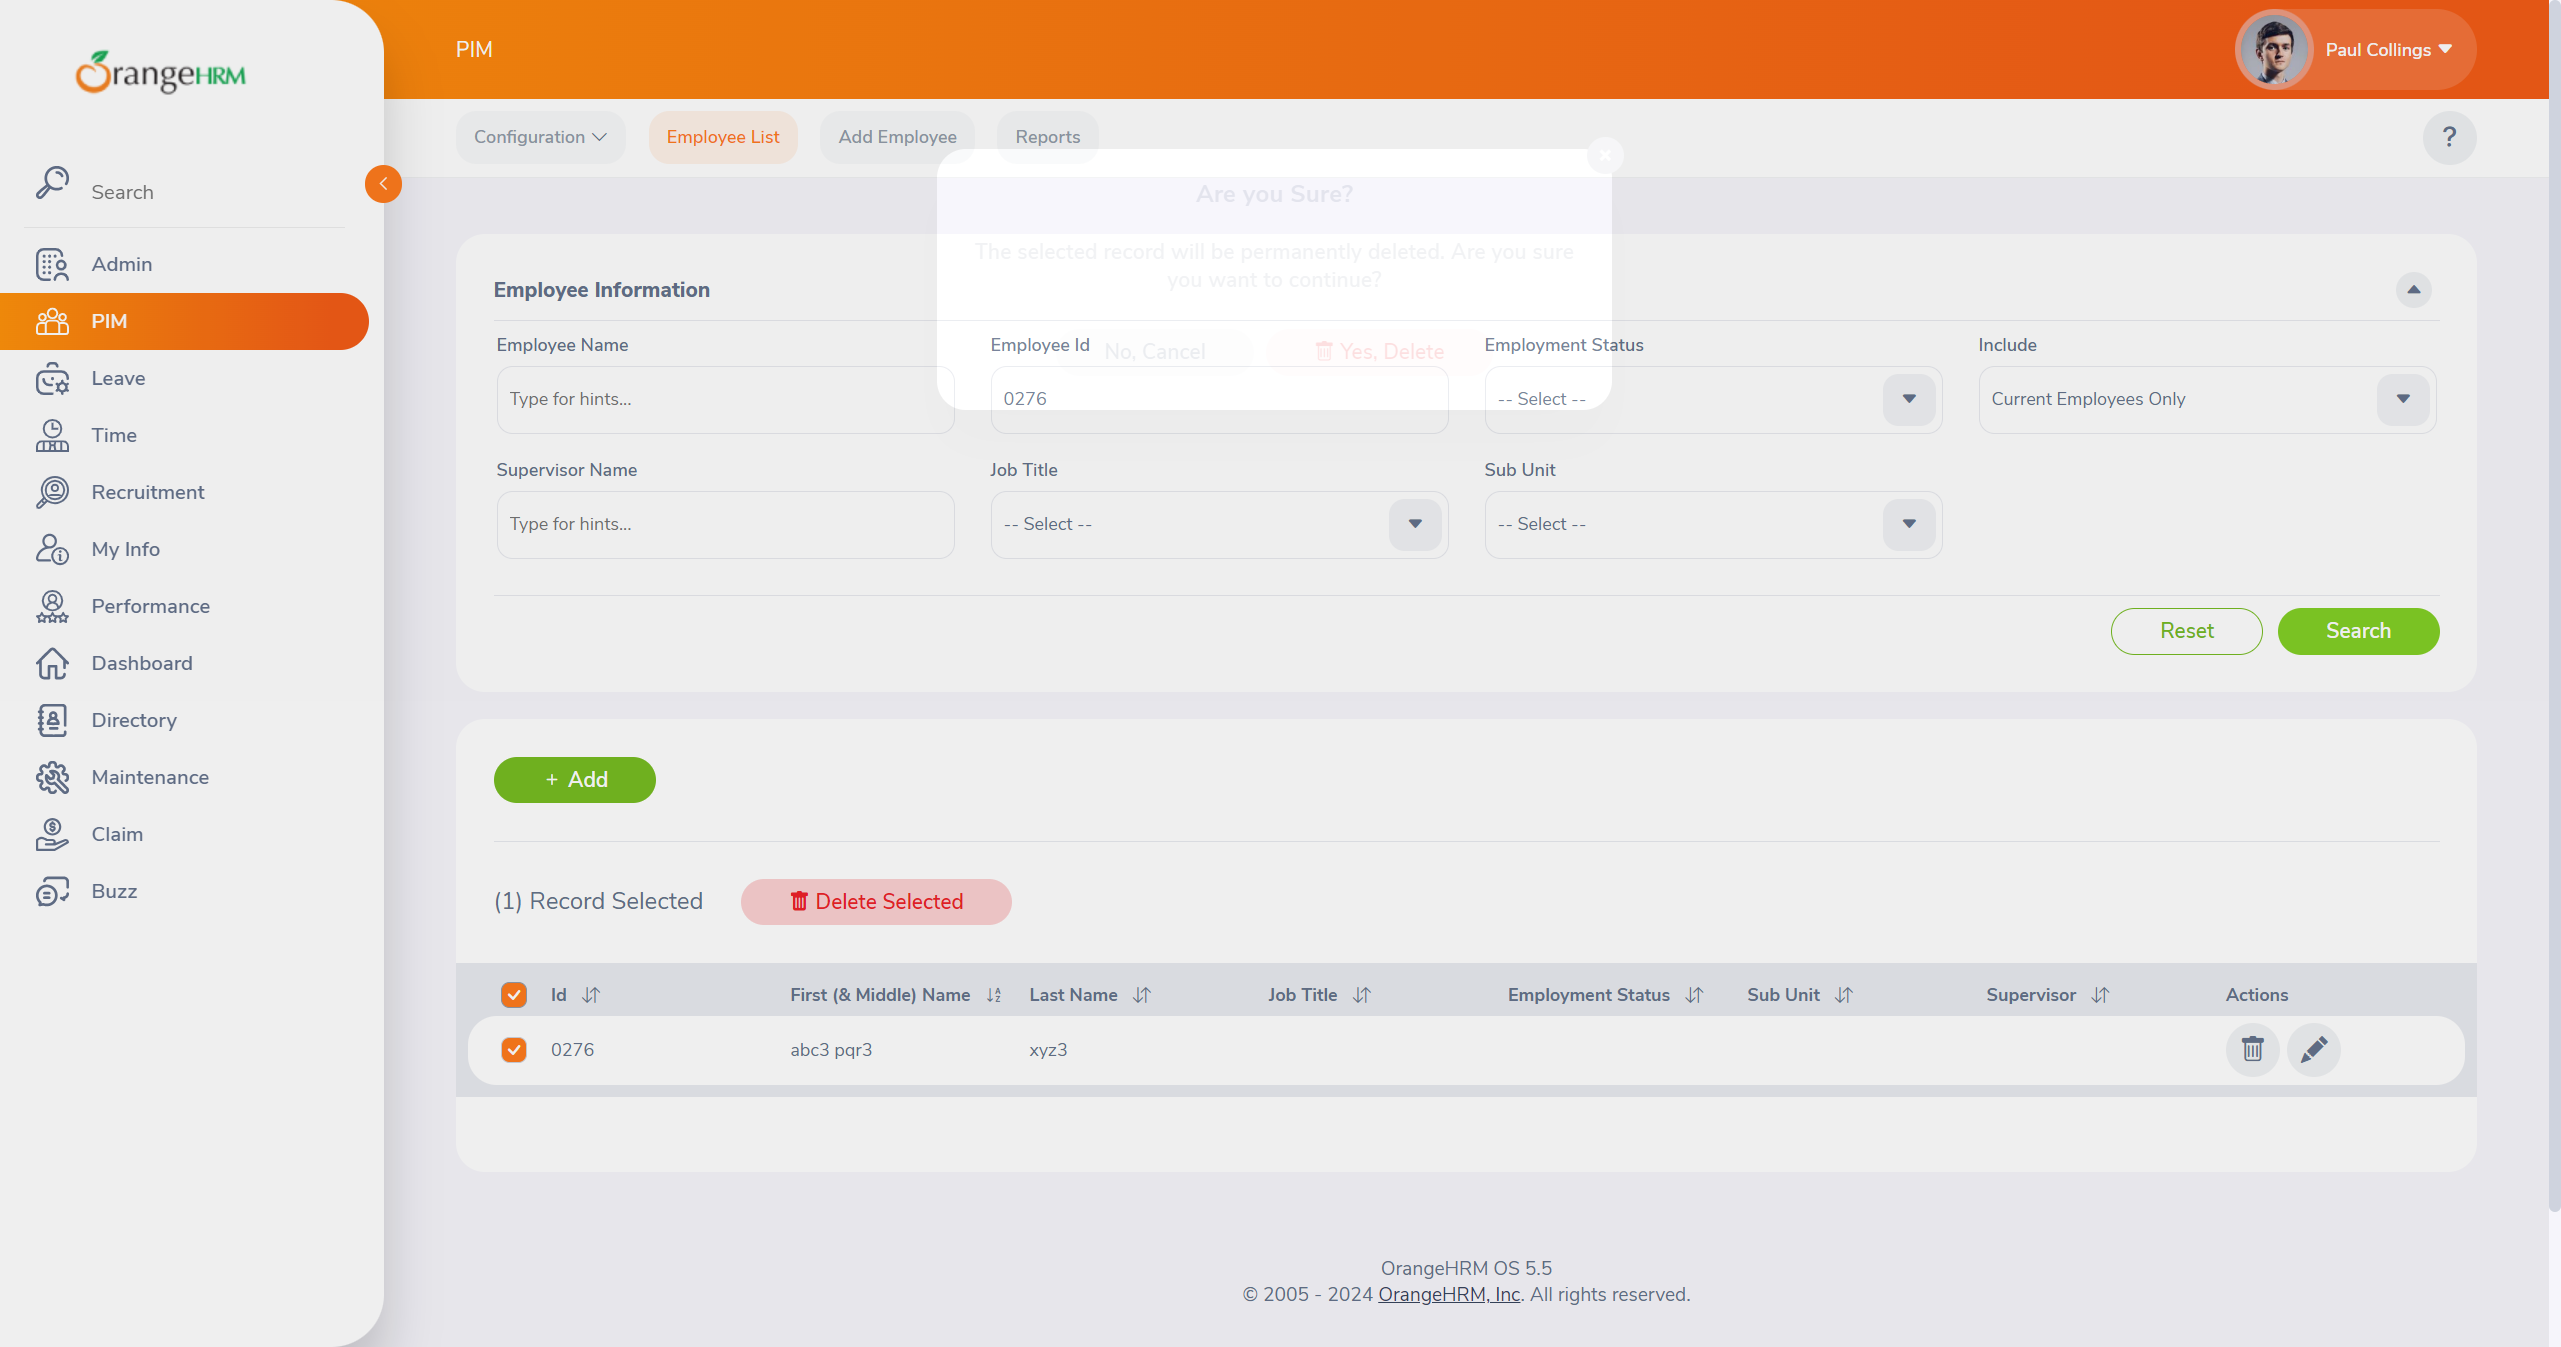 OrangeHRM
PIM
Paul Collings
Search
Admin
PIM
Leave
Time
Recruitment
My Info
Performance
Dashboard
Directory
Maintenance
Claim
Buzz
Configuration
Employee List
Add Employee
Reports
?
Are you Sure?
The selected record will be permanently deleted. Are you sure
you want to continue?
No, Cancel
Yes, Delete
Employee Information
Employee Name
Employee Id
Employment Status
Include
Type for hints...
0276
-- Select --
Current Employees Only
Supervisor Name
Job Title
Sub Unit
Type for hints...
-- Select --
-- Select --
Reset
Search
+ Add
(1) Record Selected
Delete Selected
Id
First (& Middle) Name
Last Name
Job Title
Employment Status
Sub Unit
Supervisor
Actions
0276
abc3 pqr3
xyz3
OrangeHRM OS 5.5
© 2005 - 2024 OrangeHRM, Inc. All rights reserved.